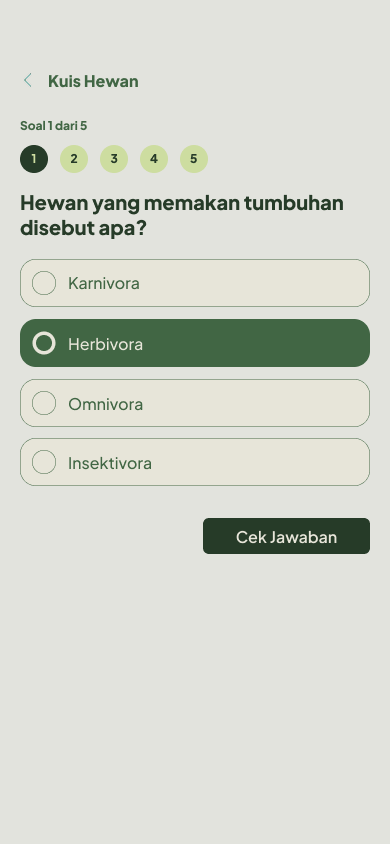 Kuis Hewan
Soal 1 dari 5
1 2 3 4 5
Hewan yang memakan tumbuhan
disebut apa?
Karnivora
Herbivora
Omnivora
Insektivora
Cek Jawaban